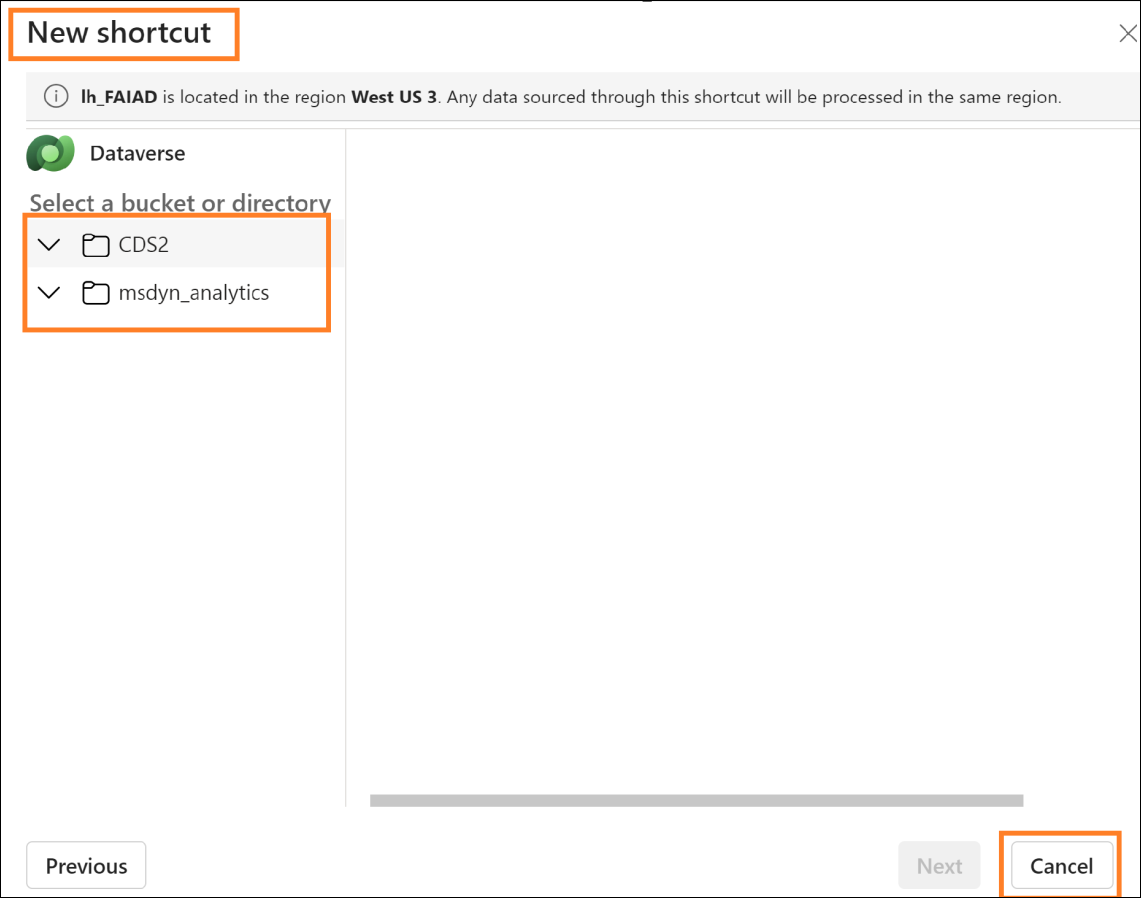 New shortcut
lh_FAIAD is located in the region West US 3. Any data sourced through this shortcut will be processed in the same region.
Dataverse
Select a bucket or directory
CDS2
msdyn_analytics
Previous
Next
Cancel